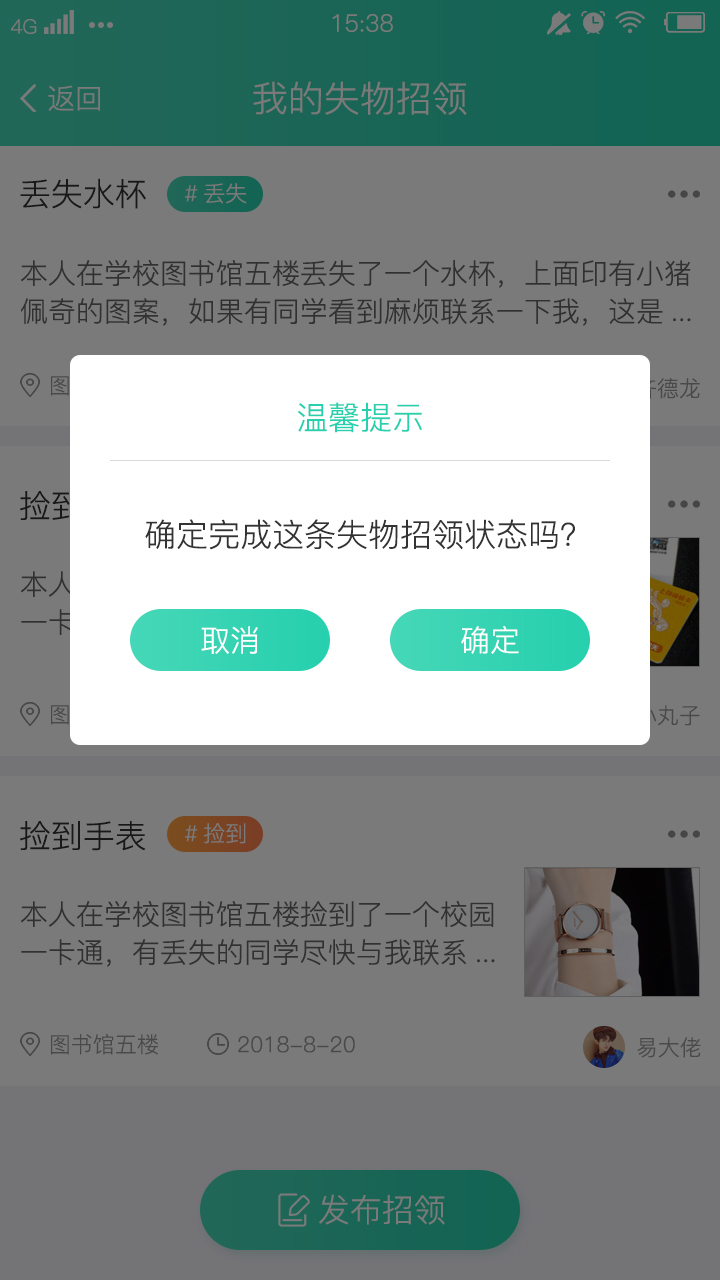 4G
15:38
返回
我的失物招领
丢失水杯
# 丢失
本人在学校图书馆五楼丢失了一个水杯，上面印有小猪
佩奇的图案，如果有同学看到麻烦联系一下我，这是 ...
图
德龙
温馨提示
确定完成这条失物招领状态吗?
取消
确定
捡到
本人
一卡
图
丸子
捡到手表
# 捡到
本人在学校图书馆五楼捡到了一个校园
一卡通，有丢失的同学尽快与我联系 ...
图书馆五楼
2018-8-20
易大佬
发布招领